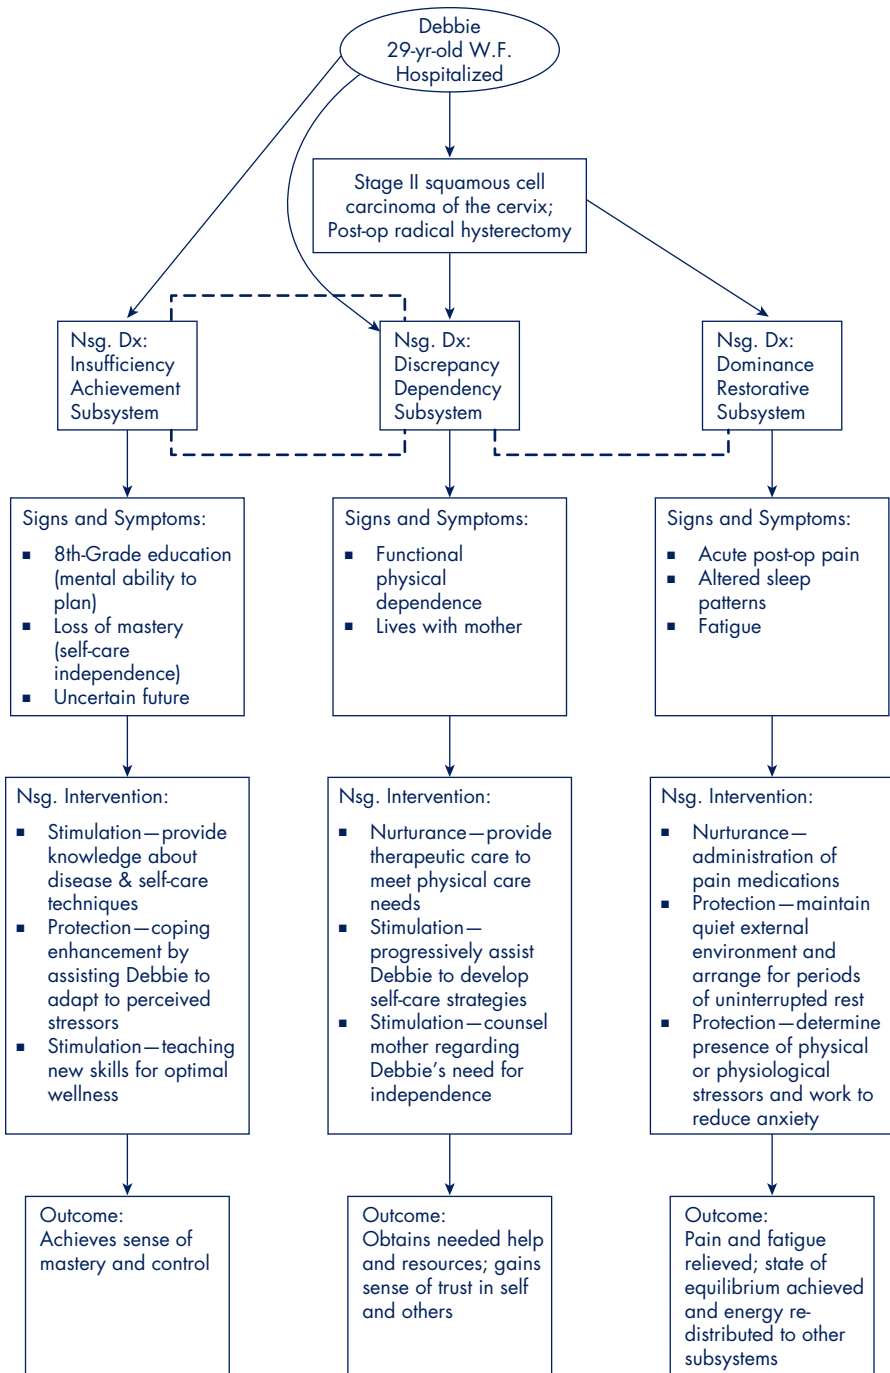 Debbie
29-yr-old W.F.
Hospitalized
Stage II squamous cell
carcinoma of the cervix;
Post-op radical hysterectomy
Nsg. Dx:
Insufficiency
Achievement
Subsystem
Nsg. Dx:
Discrepancy
Dependency
Subsystem
Nsg. Dx:
Dominance
Restorative
Subsystem
Signs and Symptoms:
▪ 8th-Grade education
(mental ability to
plan)
▪ Loss of mastery
(self-care
independence)
▪ Uncertain future
Signs and Symptoms:
▪ Functional
physical
dependence
▪ Lives with mother
Signs and Symptoms:
▪ Acute post-op pain
▪ Altered sleep
patterns
▪ Fatigue
Nsg. Intervention:
▪ Stimulation—provide
knowledge about
disease & self-care
techniques
▪ Protection—coping
enhancement by
assisting Debbie to
adapt to perceived
stressors
▪ Stimulation—teaching
new skills for optimal
wellness
Nsg. Intervention:
▪ Nurturance—provide
therapeutic care to
meet physical care
needs
▪ Stimulation—
progressively assist
Debbie to develop
self-care strategies
▪ Stimulation—counsel
mother regarding
Debbie's need for
independence
Nsg. Intervention:
▪ Nurturance—
administration of
pain medications
▪ Protection—maintain
quiet external
environment and
arrange for periods
of uninterrupted rest
▪ Protection—determine
presence of physical
or physiological
stressors and work to
reduce anxiety
Outcome:
Achieves sense of
mastery and control
Outcome:
Obtains needed help
and resources; gains
sense of trust in self
and others
Outcome:
Pain and fatigue
relieved; state of
equilibrium achieved
and energy re-
distributed to other
subsystems